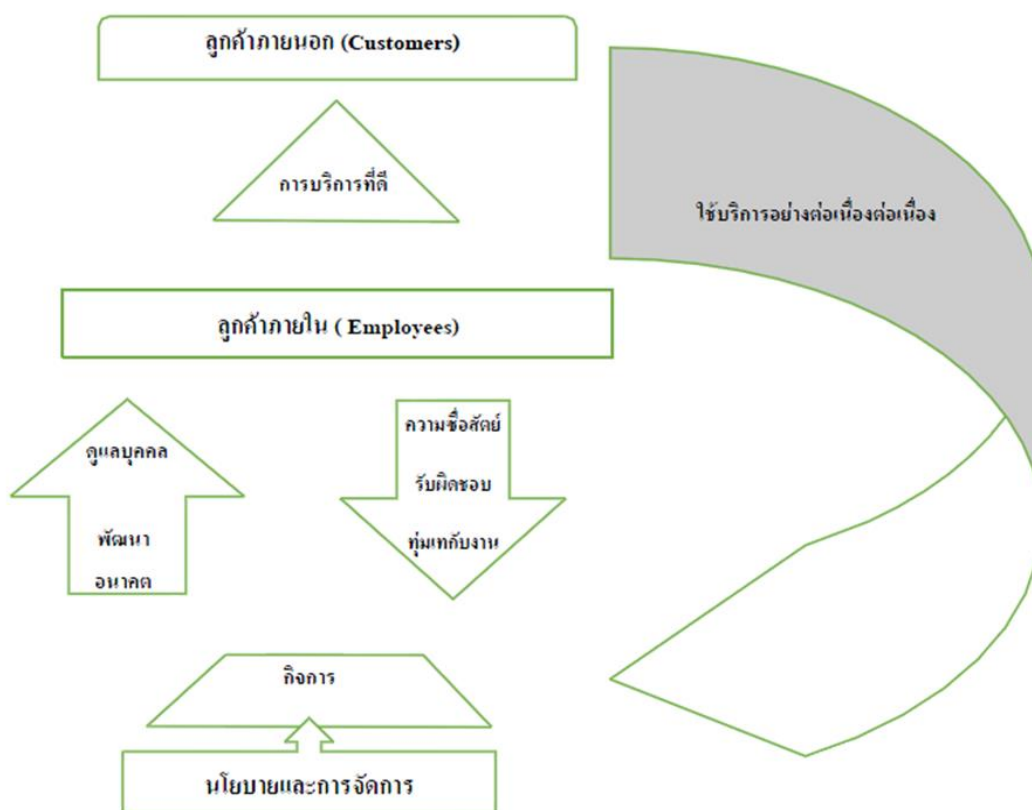 ลูกค้าภายนอก (Customers)
การบริการที่ดี
ใช้บริการอย่างต่อเนื่องต่อเนื่อง
ลูกค้าภายใน ( Employees)
ดูแลบุคคล
พัฒนา
อนาคต
ความซื่อสัตย์
รับผิดชอบ
ทุ่มเทกับงาน
กิจการ
นโยบายและการจัดการ